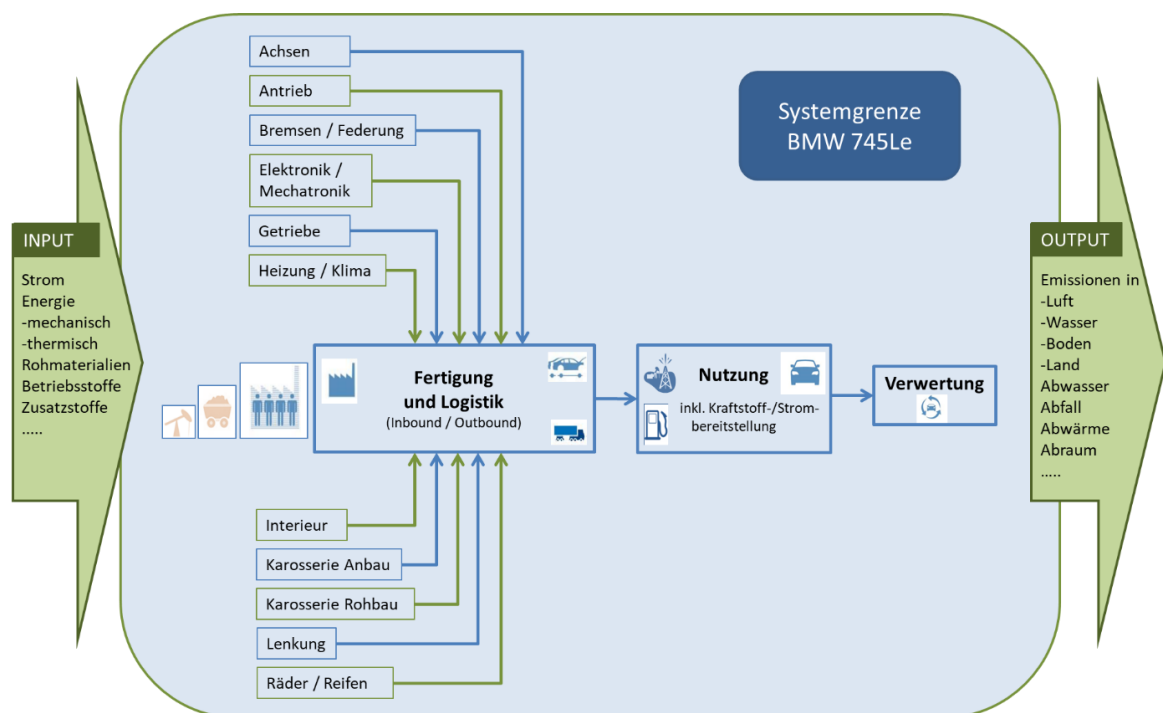 Systemgrenze
BMW 745Le
INPUT
Strom
Energie
-mechanisch
-thermisch
Rohmaterialien
Betriebsstoffe
Zusatzstoffe
.....
Achsen
Antrieb
Bremsen / Federung
Elektronik /
Mechatronik
Getriebe
Heizung / Klima
Fertigung
und Logistik
(Inbound / Outbound)
Nutzung
inkl. Kraftstoff-/Strom-
bereitstellung
Verwertung
Interieur
Karosserie Anbau
Karosserie Rohbau
Lenkung
Räder / Reifen
OUTPUT
Emissionen in
-Luft
-Wasser
-Boden
-Land
Abwasser
Abfall
Abwärme
Abraum
.....